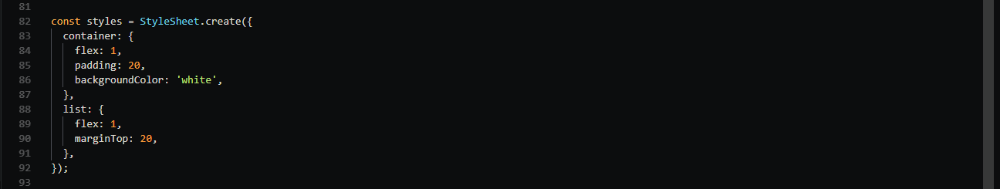 81
82 const styles = StyleSheet.create({
83   container: {
84     flex: 1,
85     padding: 20,
86     backgroundColor: 'white',
87   },
88   list: {
89     flex: 1,
90     marginTop: 20,
91   },
92 });
93